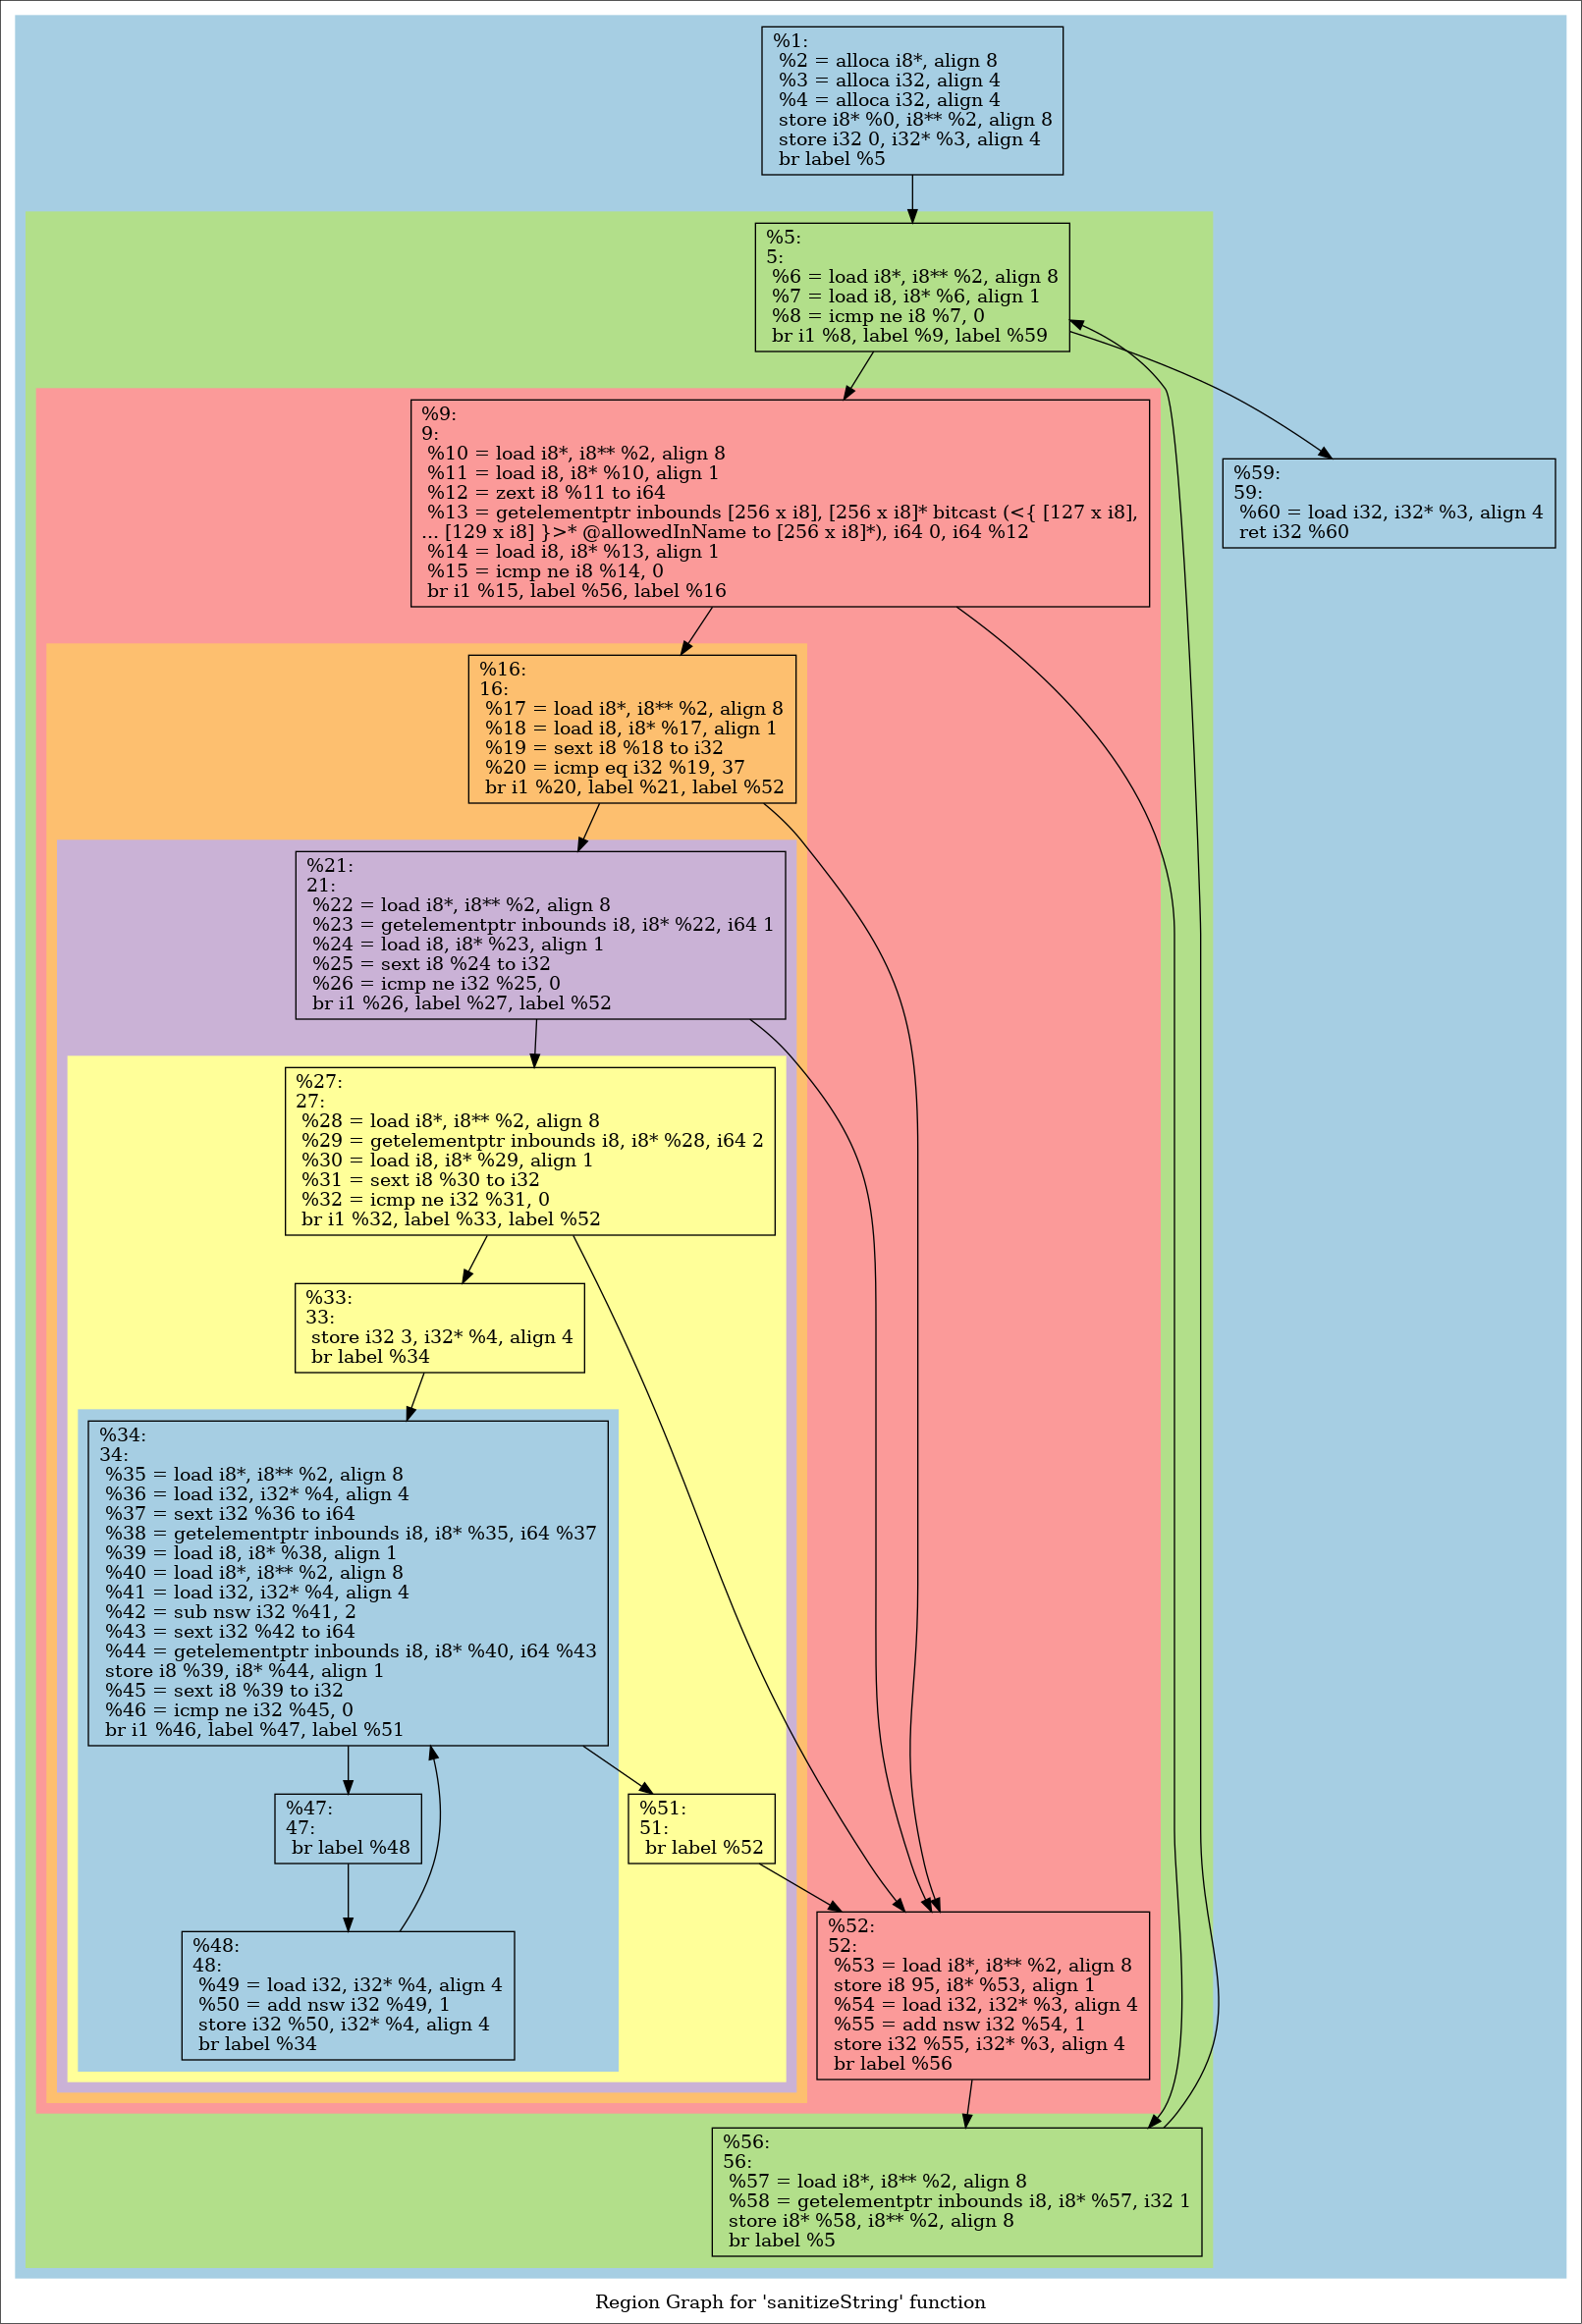 %1:
%2 = alloca i8*, align 8
%3 = alloca i32, align 4
%4 = alloca i32, align 4
store i8* %0, i8** %2, align 8
store i32 0, i32* %3, align 4
br label %5
%5:
5:
%6 = load i8*, i8** %2, align 8
%7 = load i8, i8* %6, align 1
%8 = icmp ne i8 %7, 0
br i1 %8, label %9, label %59
%9:
9:
%10 = load i8*, i8** %2, align 8
%11 = load i8, i8* %10, align 1
%12 = zext i8 %11 to i64
%13 = getelementptr inbounds [256 x i8], [256 x i8]* bitcast (<{ [127 x i8],
... [129 x i8] }>* @allowedInName to [256 x i8]*), i64 0, i64 %12
%14 = load i8, i8* %13, align 1
%15 = icmp ne i8 %14, 0
br i1 %15, label %56, label %16
%59:
59:
%60 = load i32, i32* %3, align 4
ret i32 %60
%16:
16:
%17 = load i8*, i8** %2, align 8
%18 = load i8, i8* %17, align 1
%19 = sext i8 %18 to i32
%20 = icmp eq i32 %19, 37
br i1 %20, label %21, label %52
%21:
21:
%22 = load i8*, i8** %2, align 8
%23 = getelementptr inbounds i8, i8* %22, i64 1
%24 = load i8, i8* %23, align 1
%25 = sext i8 %24 to i32
%26 = icmp ne i32 %25, 0
br i1 %26, label %27, label %52
%27:
27:
%28 = load i8*, i8** %2, align 8
%29 = getelementptr inbounds i8, i8* %28, i64 2
%30 = load i8, i8* %29, align 1
%31 = sext i8 %30 to i32
%32 = icmp ne i32 %31, 0
br i1 %32, label %33, label %52
%33:
33:
store i32 3, i32* %4, align 4
br label %34
%34:
34:
%35 = load i8*, i8** %2, align 8
%36 = load i32, i32* %4, align 4
%37 = sext i32 %36 to i64
%38 = getelementptr inbounds i8, i8* %35, i64 %37
%39 = load i8, i8* %38, align 1
%40 = load i8*, i8** %2, align 8
%41 = load i32, i32* %4, align 4
%42 = sub nsw i32 %41, 2
%43 = sext i32 %42 to i64
%44 = getelementptr inbounds i8, i8* %40, i64 %43
store i8 %39, i8* %44, align 1
%45 = sext i8 %39 to i32
%46 = icmp ne i32 %45, 0
br i1 %46, label %47, label %51
%47:
47:
br label %48
%51:
51:
br label %52
%48:
48:
%49 = load i32, i32* %4, align 4
%50 = add nsw i32 %49, 1
store i32 %50, i32* %4, align 4
br label %34
%52:
52:
%53 = load i8*, i8** %2, align 8
store i8 95, i8* %53, align 1
%54 = load i32, i32* %3, align 4
%55 = add nsw i32 %54, 1
store i32 %55, i32* %3, align 4
br label %56
%56:
56:
%57 = load i8*, i8** %2, align 8
%58 = getelementptr inbounds i8, i8* %57, i32 1
store i8* %58, i8** %2, align 8
br label %5
Region Graph for 'sanitizeString' function